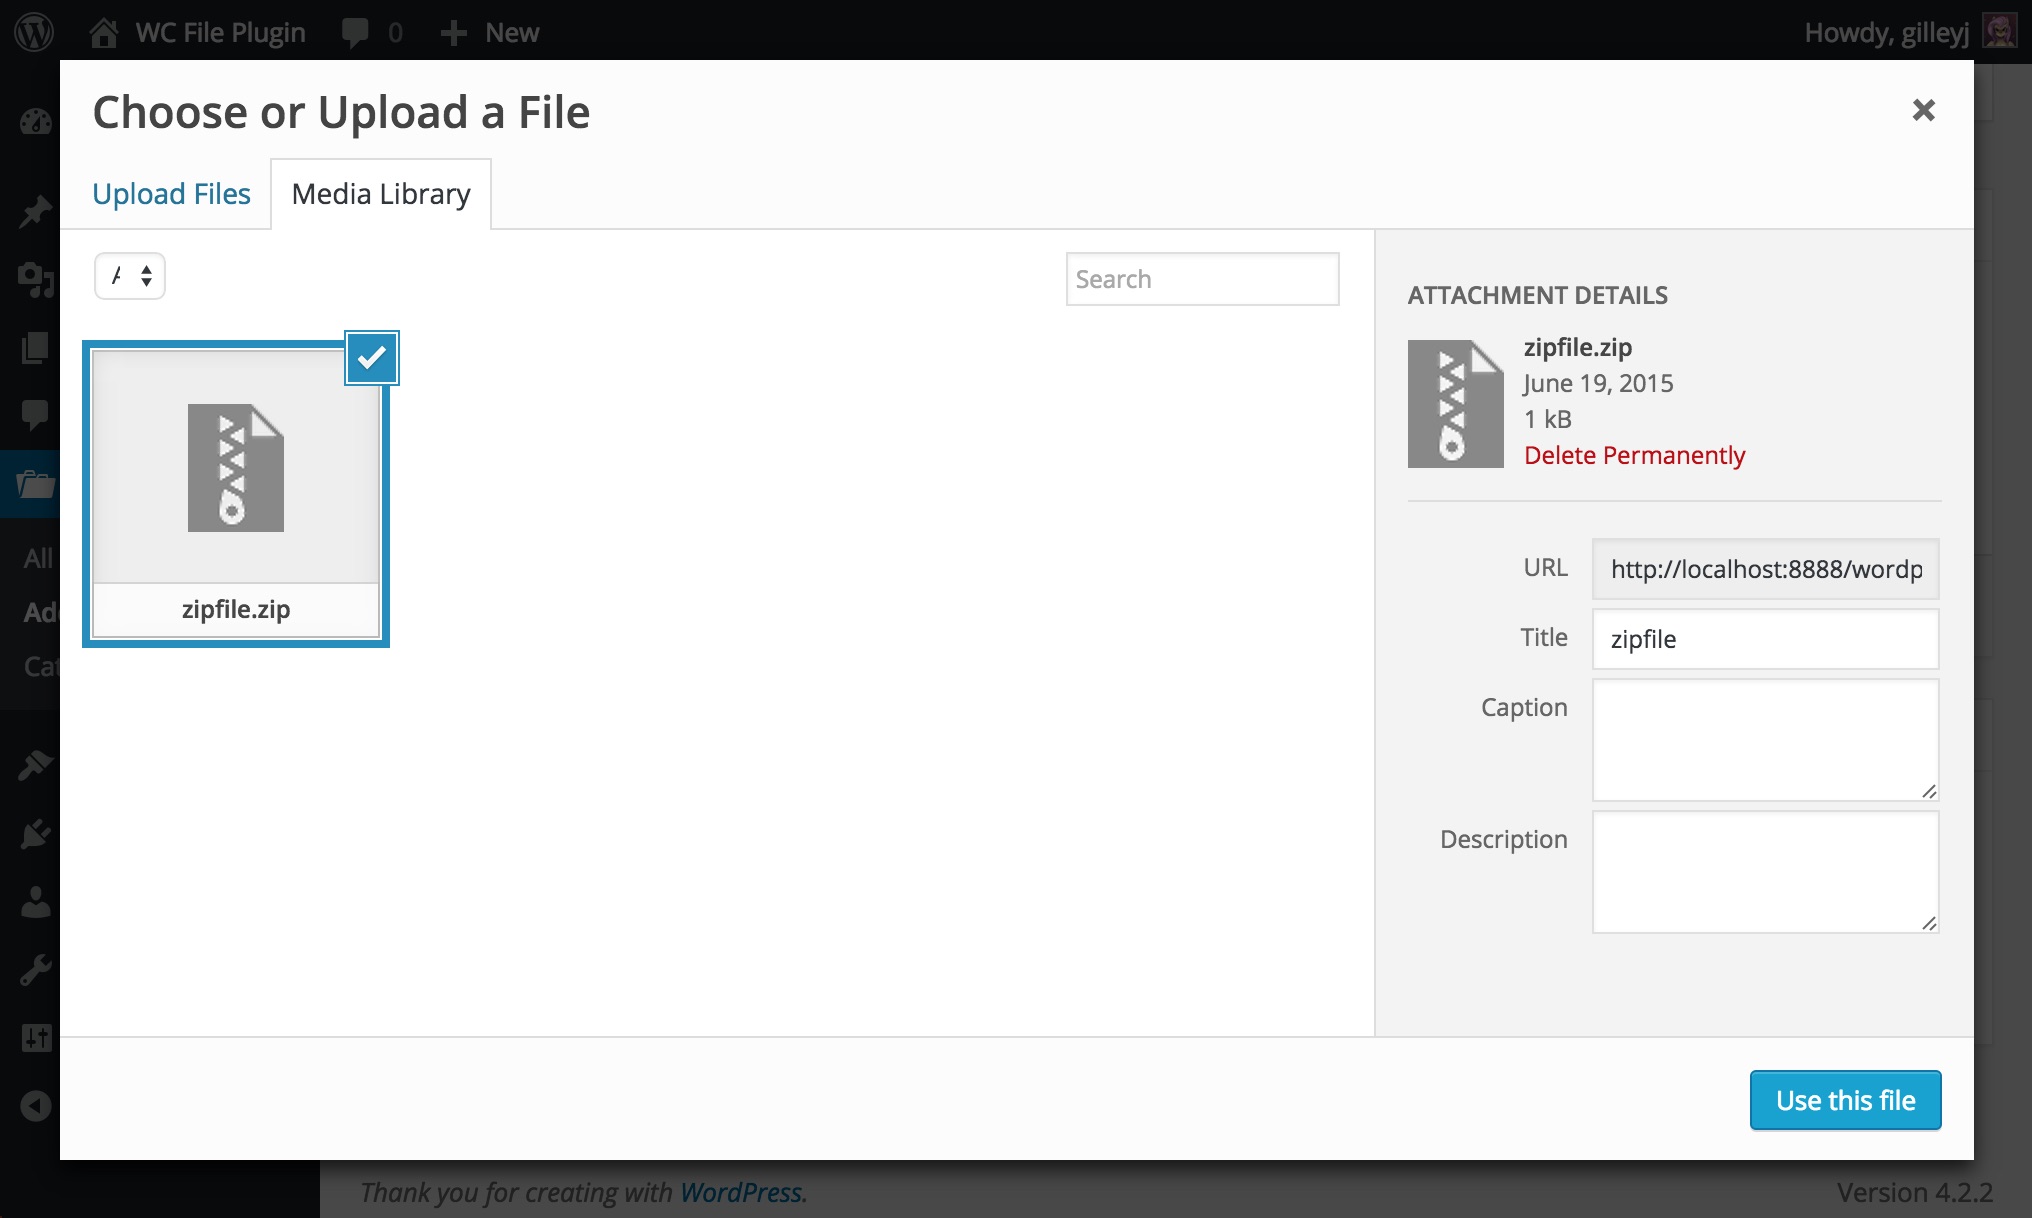 WC File Plugin 0 New Howdy, gilleyj
Choose or Upload a File
Upload Files Media Library
Search
zipfile.zip
ATTACHMENT DETAILS
zipfile.zip
June 19, 2015
1 kB
Delete Permanently
URL http://localhost:8888/wordp
Title zipfile
Caption
Description
Use this file
All
Thank you for creating with WordPress.
Version 4.2.2